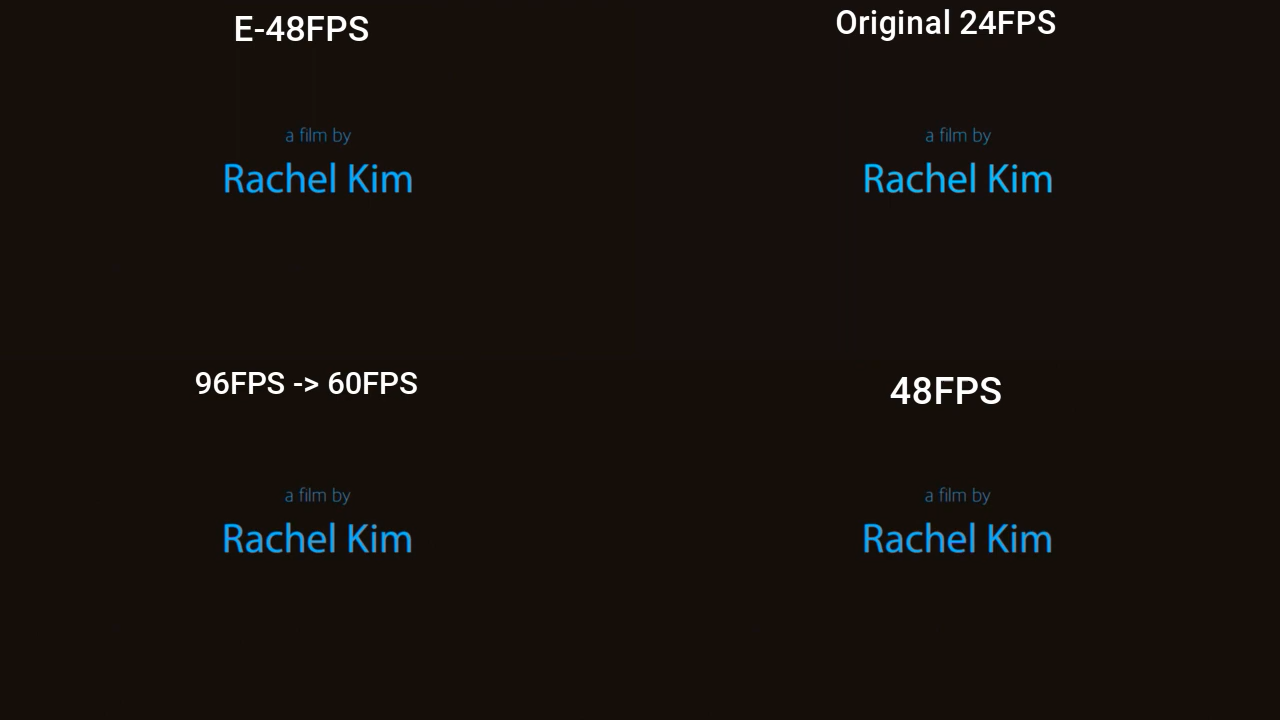 E-48FPS
a film by
Rachel Kim
Original 24FPS
a film by
Rachel Kim
96FPS -> 60FPS
a film by
Rachel Kim
48FPS
a film by
Rachel Kim